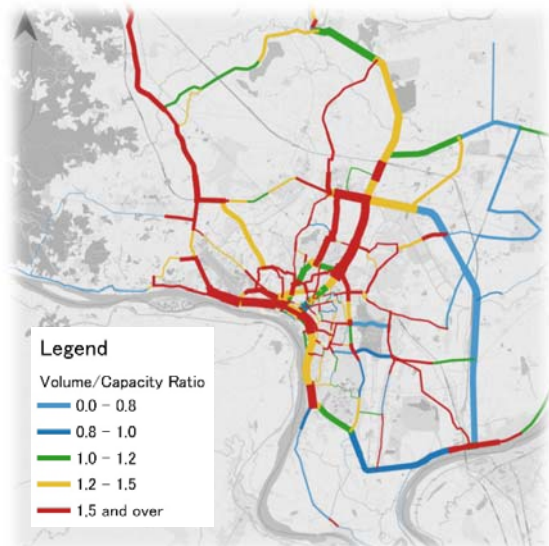 Legend
Volume/Capacity Ratio
0.0 - 0.8
0.8 - 1.0
1.0 - 1.2
1.2 - 1.5
1.5 and over